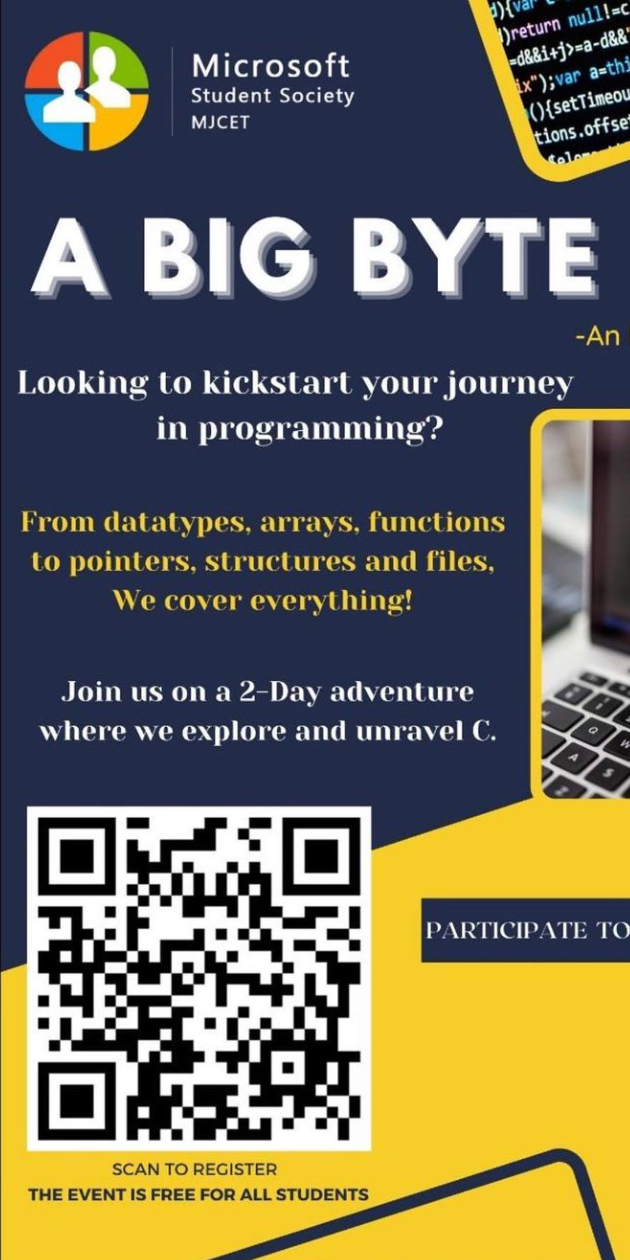 Microsoft
Student Society
MJCET
d){var
)return null!=c
=d&&i+j>=a-d&&
ix");var a=thi
(){setTimeou
tions.offset
A BIG BYTE
-An
Looking to kickstart your journey
in programming?
From datatypes, arrays, functions
to pointers, structures and files,
We cover everything!
Join us on a 2-Day adventure
where we explore and unravel C.
Q
W
A
S
Z
PARTICIPATE TO
SCAN TO REGISTER
THE EVENT IS FREE FOR ALL STUDENTS